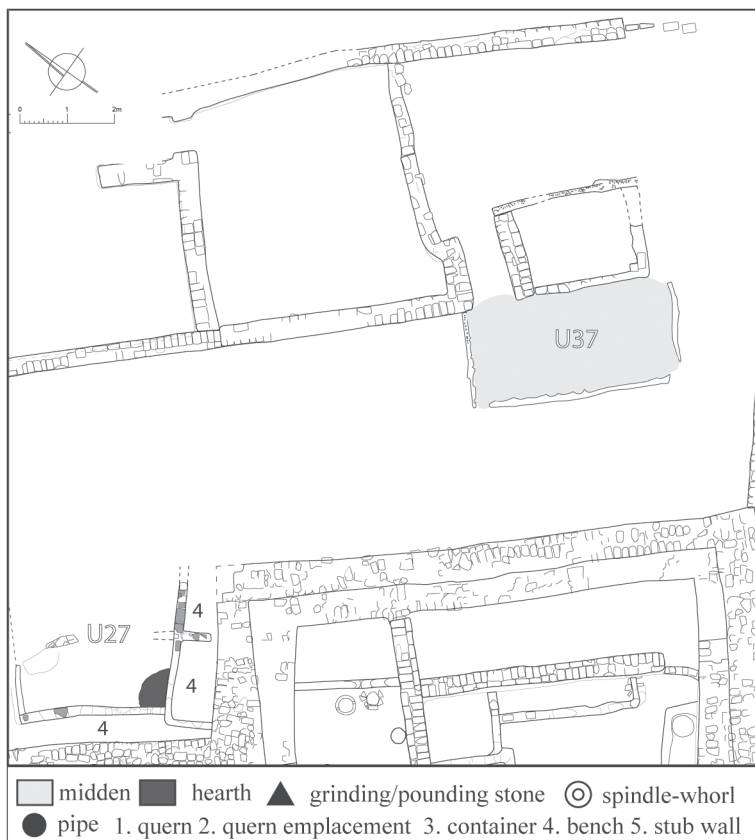 0 1 2m
U37
4
U27
4
4
midden hearth grinding/pounding stone spindle-whorl
pipe 1. quern 2. quern emplacement 3. container 4. bench 5. stub wall